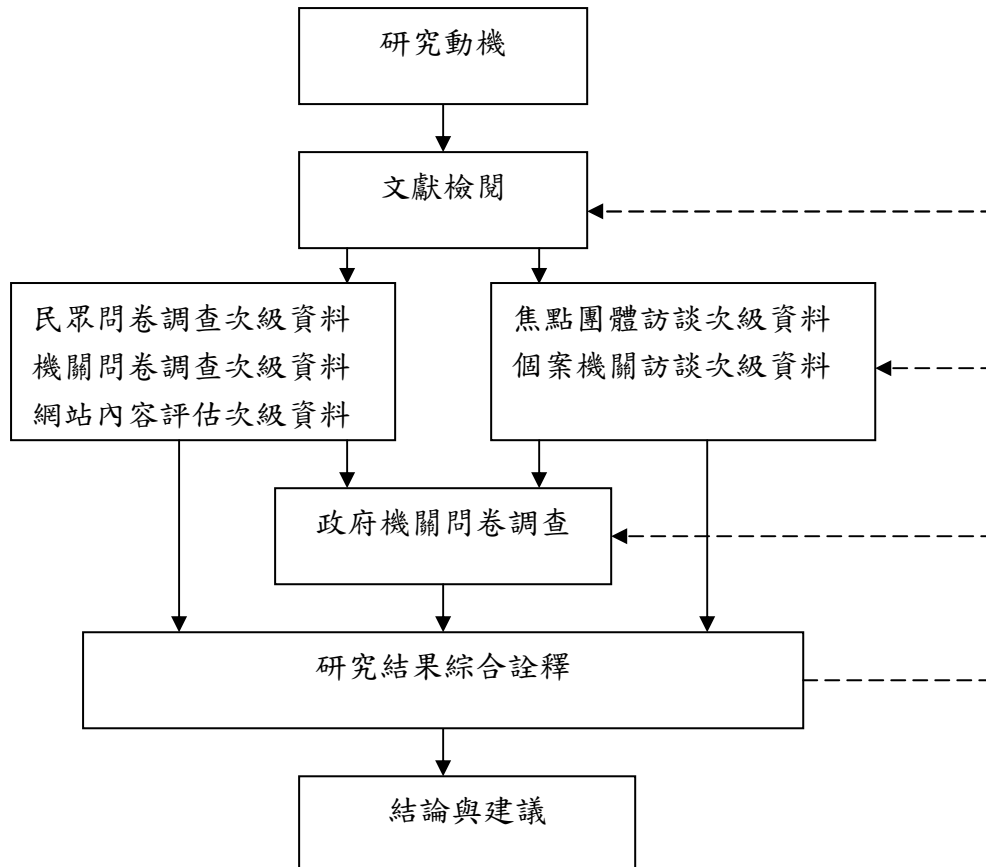 研究動機
文獻檢閱
民眾問卷調查次級資料
機關問卷調查次級資料
網站內容評估次級資料
焦點團體訪談次級資料
個案機關訪談次級資料
政府機關問卷調查
研究結果綜合詮釋
結論與建議